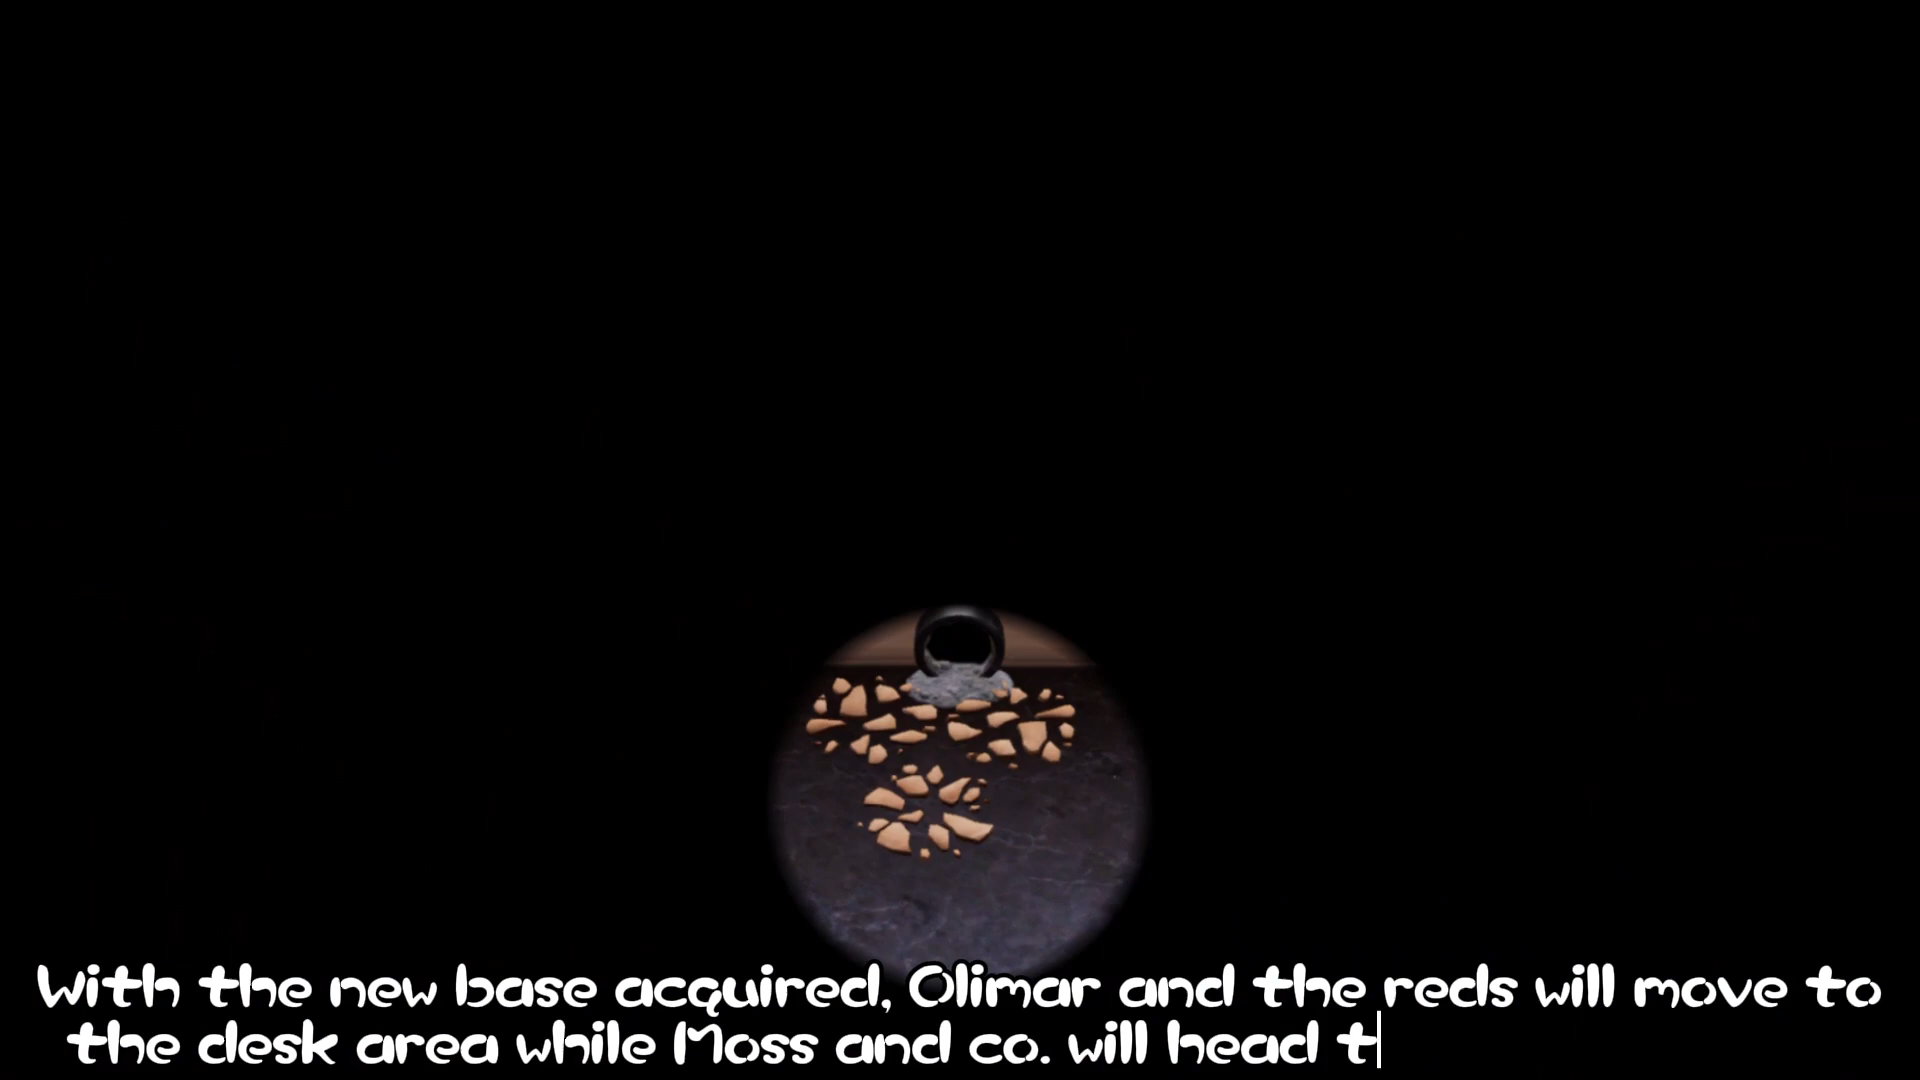 With the new base acquired, Olimar and the reds will move to
the desk area while Moss and co. will head t